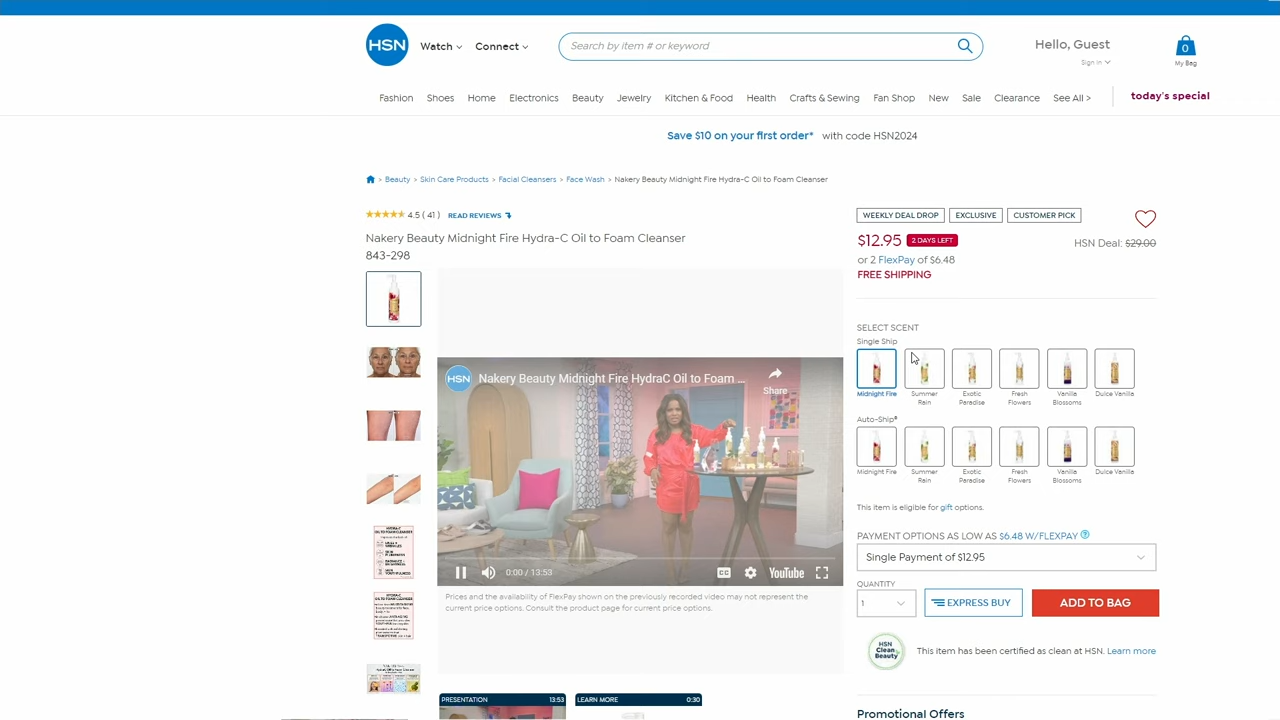 HSN
Watch
Connect
Search by item # or keyword
Hello, Guest
Sign in
0
My Bag
Fashion
Shoes
Home
Electronics
Beauty
Jewelry
Kitchen & Food
Health
Crafts & Sewing
Fan Shop
New
Sale
Clearance
See All >
today's special
Save $10 on your first order* with code HSN2024
> Beauty > Skin Care Products > Facial Cleansers > Face Wash > Nakery Beauty Midnight Fire Hydra-C Oil to Foam Cleanser
4.5 ( 41 ) READ REVIEWS
Nakery Beauty Midnight Fire Hydra-C Oil to Foam Cleanser
843-298
HSN
Nakery Beauty Midnight Fire HydraC Oil to Foam ...
Share
0:00 / 13:53
CC
YouTube
Prices and the availability of FlexPay shown on the previously recorded video may not represent the
current price options. Consult the product page for current price options.
PRESENTATION 13:53
LEARN MORE 0:30
WEEKLY DEAL DROP
EXCLUSIVE
CUSTOMER PICK
$12.95
2 DAYS LEFT
HSN Deal: $29.00
or 2 FlexPay of $6.48
FREE SHIPPING
SELECT SCENT
Single Ship
Midnight Fire
Summer
Rain
Exotic
Paradise
Fresh
Flowers
Vanilla
Blossoms
Dulce Vanilla
Auto-Ship®
Midnight Fire
Summer
Rain
Exotic
Paradise
Fresh
Flowers
Vanilla
Blossoms
Dulce Vanilla
This item is eligible for gift options.
PAYMENT OPTIONS AS LOW AS $6.48 W/FLEXPAY ?
Single Payment of $12.95
QUANTITY
1
EXPRESS BUY
ADD TO BAG
HSN
Clean
Beauty
This item has been certified as clean at HSN. Learn more
Promotional Offers